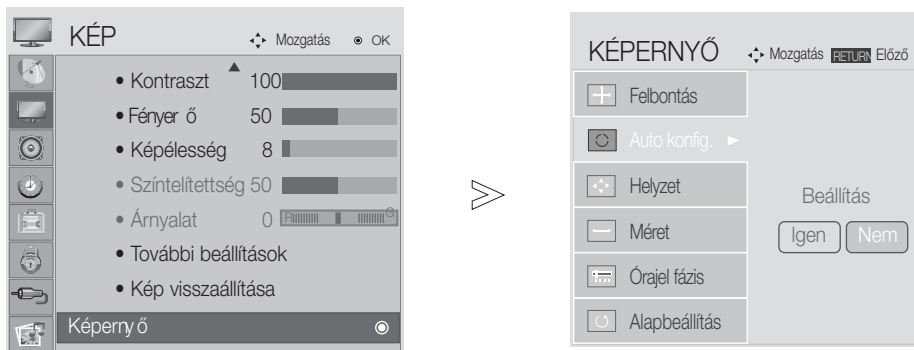 KÉP
Mozgatás OK
• Kontraszt 100
• Fényer ő 50
• Képélesség 8
• Színtelítettség 50
• Árnyalat 0 R G
• További beállítások
• Kép visszaállítása
Képerny ő
KÉPERNYŐ
Mozgatás RETURN Előző
Felbontás
Auto konfig.
Helyzet
Méret
Órajel fázis
Alapbeállítás
Beállítás
Igen Nem